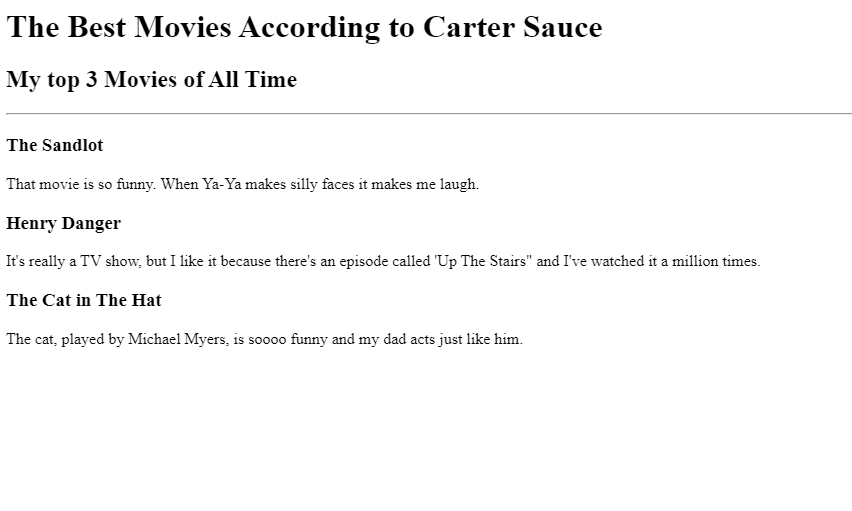 The Best Movies According to Carter Sauce
My top 3 Movies of All Time
The Sandlot
That movie is so funny. When Ya-Ya makes silly faces it makes me laugh.
Henry Danger
It's really a TV show, but I like it because there's an episode called 'Up The Stairs" and I've watched it a million times.
The Cat in The Hat
The cat, played by Michael Myers, is soooo funny and my dad acts just like him.